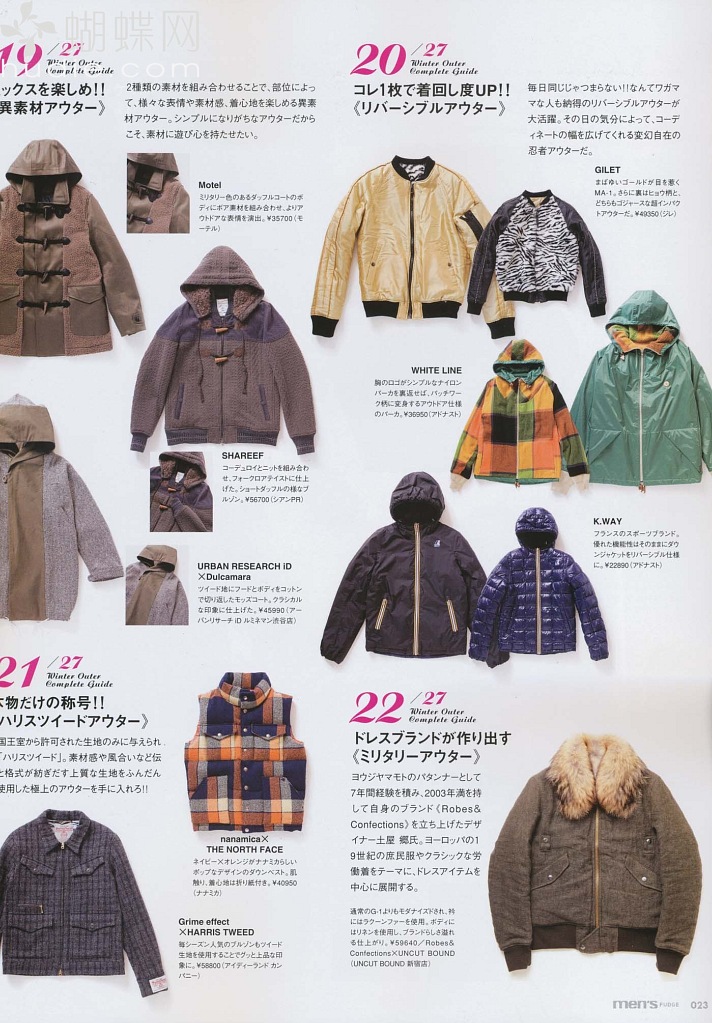 蝴蝶网
19/27
Winter Outer
Complete Guide
ックスを楽しめ!!
異素材アウター》
2種類の素材を組み合わせることで、部位によっ
て、様々な表情や素材感、着心地を楽しめる異素
材アウター。シンプルになりがちなアウターだから
こそ、素材に遊び心を持たせたい。
Motel
ミリタリー色のあるダッフルコートのボ
ディにボア素材を組み合わせ、よりア
ウトドアな表情を演出。¥35700(モ
ーテル)
SHAREEF
コーデュロイとニットを組み合わ
せ、フォークロアテイストに仕上
げた。ショートダッフルの様なブ
ルゾン。¥56700(シアンPR)
URBAN RESEARCH iD
×Dulcamara
ツイード地にフードとボディをコットン
で切り返したモッズコート。クラシカル
な印象に仕上げた。¥45990(アー
バンリサーチ iD ルミネマン渋谷店)
20/27
Winter Outer
Complete Guide
コレ1枚で着回し度UP!!
《リバーシブルアウター》
毎日同じじゃつまらない!!なんてワガマ
マな人も納得のリバーシブルアウターが
大活躍。その日の気分によって、コーデ
ィネートの幅を広げてくれる変幻自在の
忍者アウターだ。
GILET
まばゆいゴールドが目を惹く
MA-1。さらに裏はヒョウ柄と、
どちらもゴジャースな超インパク
トアウターだ。¥49350(ジレ)
WHITE LINE
胸のロゴがシンプルなナイロン
パーカを裏返せば、パッチワー
ク柄に変身するアウトドア仕様
のパーカ。¥36950(アドナスト)
K.WAY
フランスのスポーツブランド。
優れた機能性はそのままにダウ
ンジャケットをリバーシブル仕様
に。¥22890(アドナスト)
21/27
Winter Outer
Complete Guide
本物だけの称号!!
ハリスツイードアウター》
国王室から許可された生地のみに与えられ
「ハリスツイード」。素材感や風合いなど伝
と格式が紡ぎだす上質な生地をふんだん
使用した極上のアウターを手に入れろ!!
nanamica×
THE NORTH FACE
ネイビー×オレンジがナナミカらしい
ポップなデザインのダウンベスト。肌
触り、着心地は折り紙付き。¥40950
(ナナミカ)
Grime effect
×HARRIS TWEED
毎シーズン人気のブルゾンもツイード
生地を使用することでグッと上品な印
象に。¥58800(アイディーランド カン
パニー)
22/27
Winter Outer
Complete Guide
ドレスブランドが作り出す
《ミリタリーアウター》
ヨウジヤマモトのパタンナーとして
7年間経験を積み、2003年満を持
して自身のブランド《Robes&
Confections》を立ち上げたデザ
イナー土屋 郷氏。ヨーロッパの1
9世紀の庶民服やクラシックな労
働着をテーマに、ドレスアイテムを
中心に展開する。
通常のG-1よりもモダナイズドされ、衿
にはラクーンファーを使用。ボディに
はリネンを使用し、ブランドらしさ溢れ
る仕上がり。¥59640/Robes&
Confections×UNCUT BOUND
(UNCUT BOUND 新宿店)
men's FUDGE 023